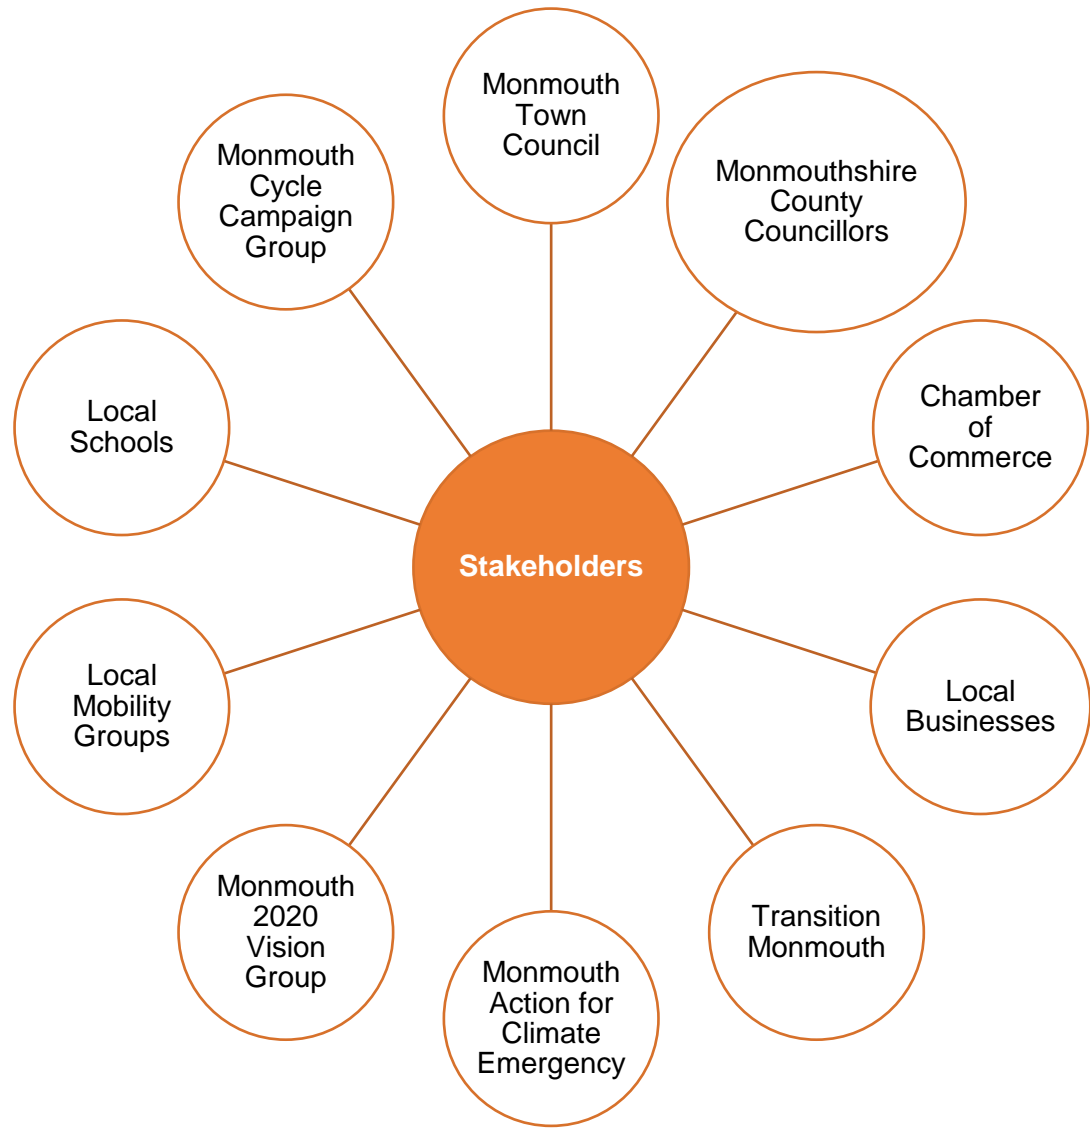 Monmouth
Town
Council
Monmouthshire
County
Councillors
Chamber
of
Commerce
Local
Businesses
Transition
Monmouth
Monmouth
Action for
Climate
Emergency
Monmouth
2020
Vision
Group
Local
Mobility
Groups
Local
Schools
Monmouth
Cycle
Campaign
Group
Stakeholders